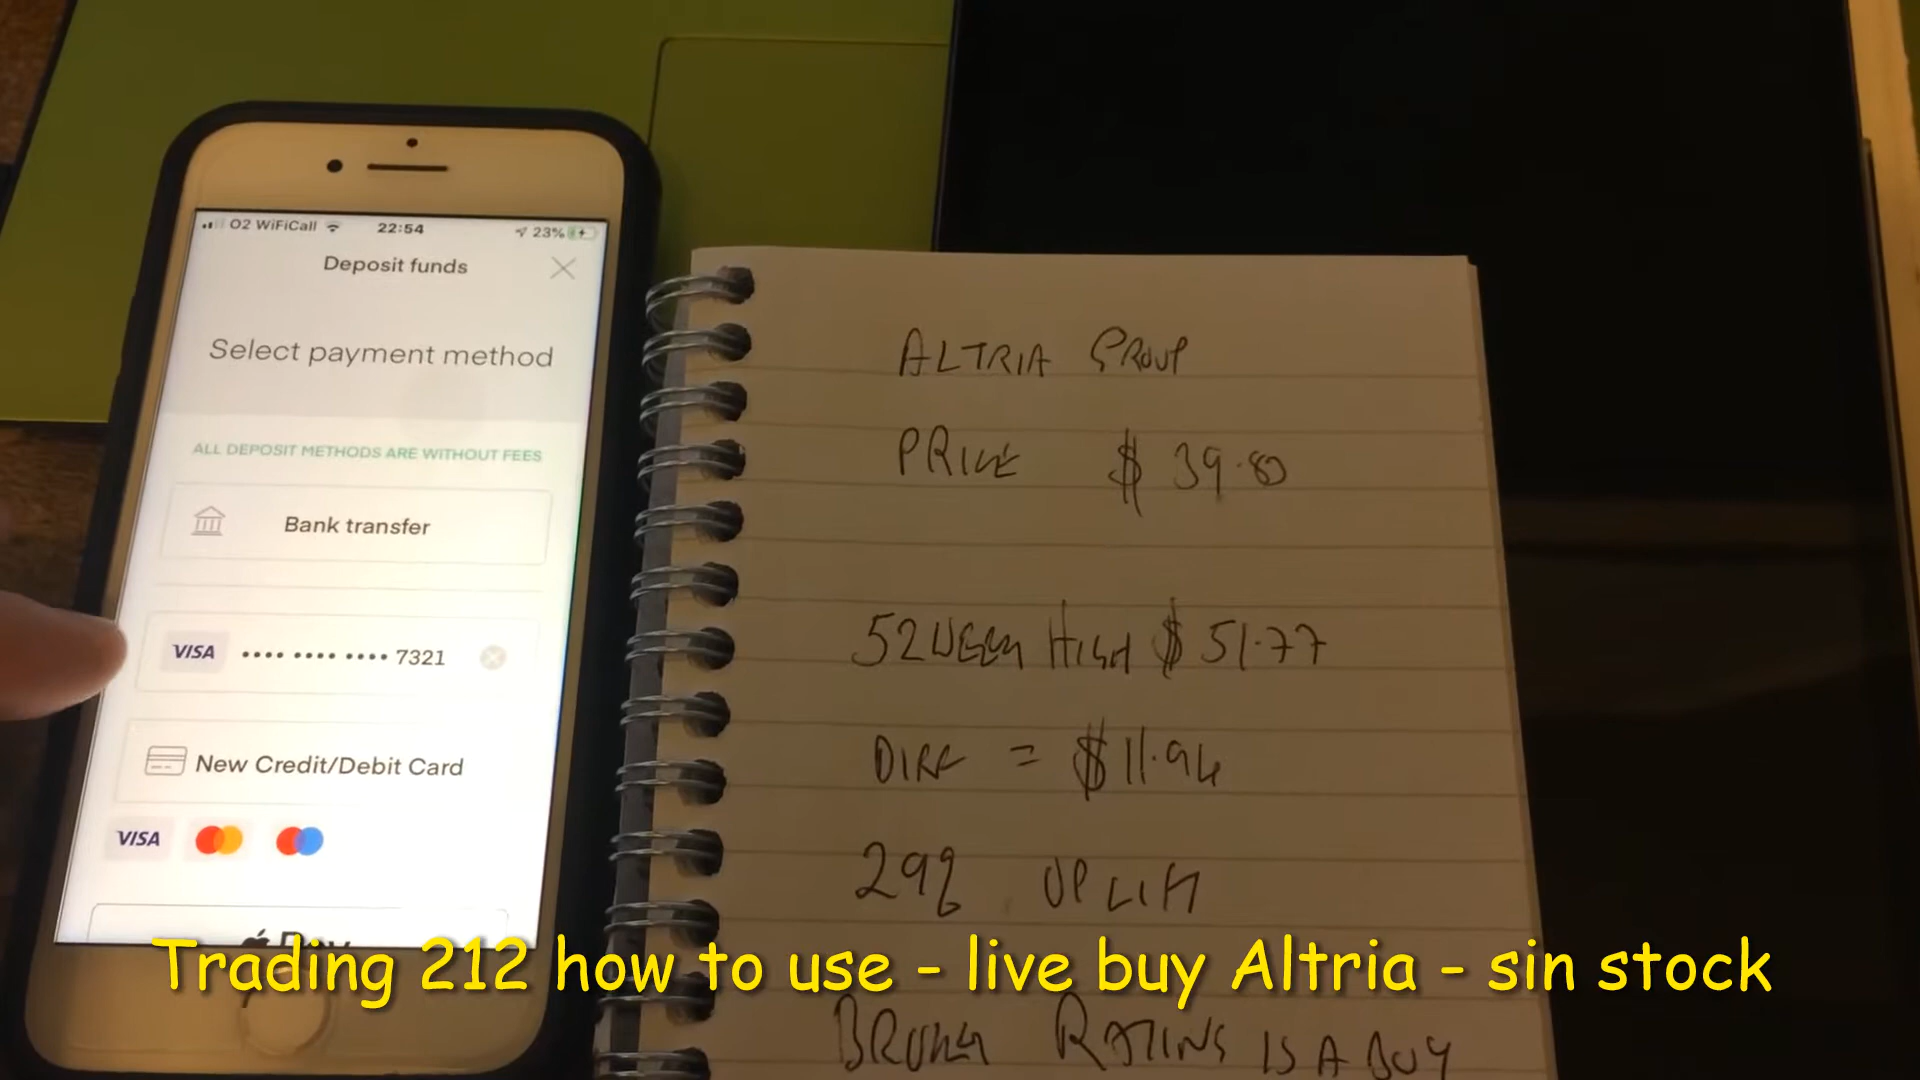 O2 WiFiCall 22:54 23%
Deposit funds
Select payment method
ALL DEPOSIT METHODS ARE WITHOUT FEES
Bank transfer
VISA •••• •••• •••• 7321
New Credit/Debit Card
VISA
Pay
ALTRIA GROUP
PRICE $ 39.80
52 WEEK HIGH $ 51.77
DIFF = $11.94
29% UPLIFT
BROKER RATING IS A BUY
Trading 212 how to use - live buy Altria - sin stock